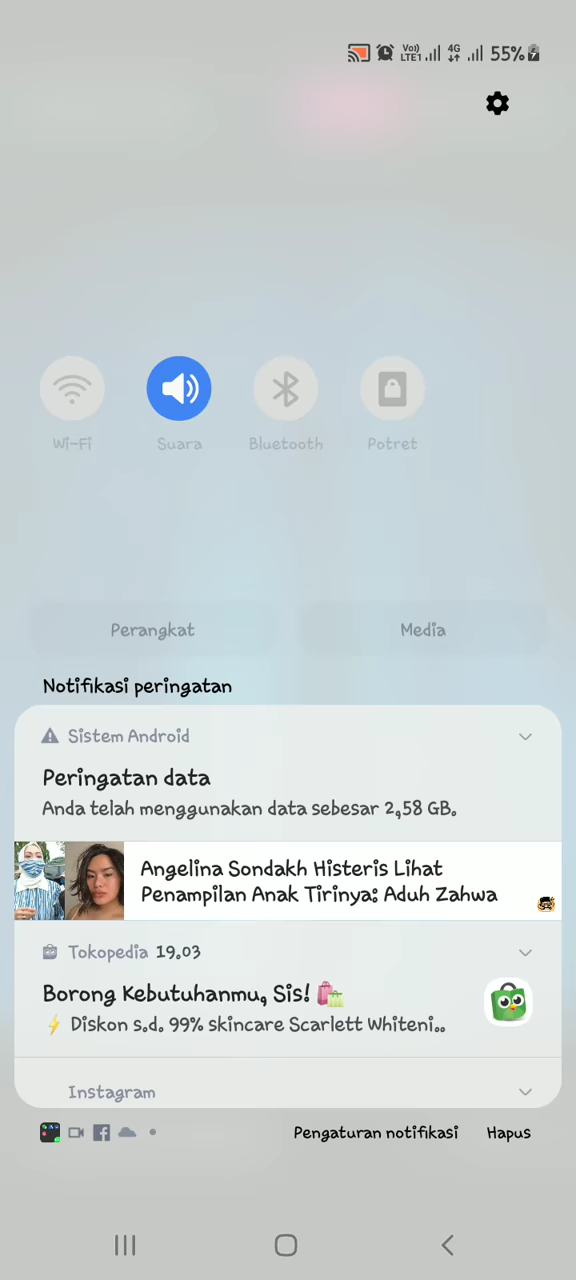 Vo)) 4G 55%
LTE1
Wi-Fi Suara Bluetooth Potret
Perangkat Media
Notifikasi peringatan
Sistem Android
Peringatan data
Anda telah menggunakan data sebesar 2,58 GB.
Angelina Sondakh Histeris Lihat
Penampilan Anak Tirinya: Aduh Zahwa
Tokopedia 19.03
Borong Kebutuhanmu, Sis!
Diskon s.d. 99% skincare Scarlett Whiteni..
Instagram
Pengaturan notifikasi Hapus